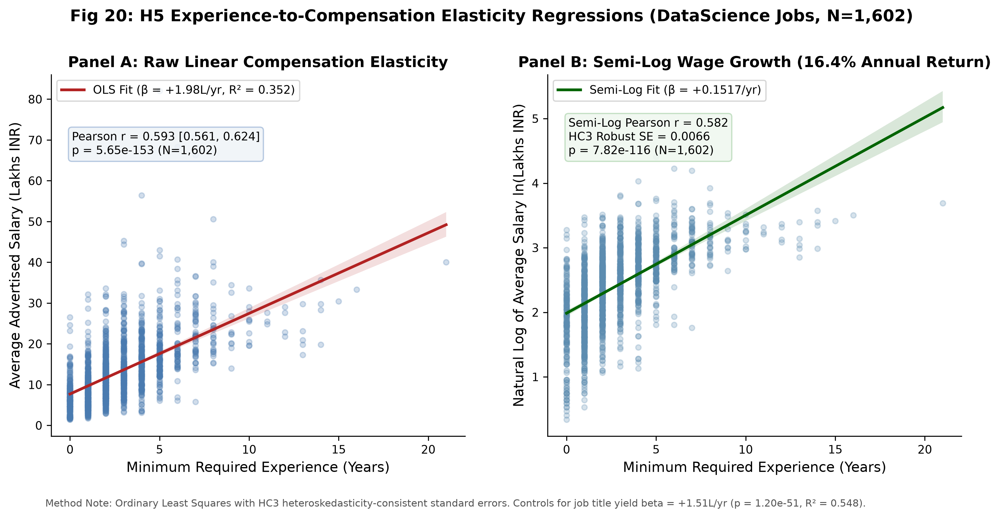 Fig 20: H5 Experience-to-Compensation Elasticity Regressions (DataScience Jobs, N=1,602)
Panel A: Raw Linear Compensation Elasticity
OLS Fit (β = +1.98L/yr, R² = 0.352)
Pearson r = 0.593 [0.561, 0.624]
p = 5.65e-153 (N=1,602)
Average Advertised Salary (Lakhs INR)
80
70
60
50
40
30
20
10
0
0 5 10 15 20
Minimum Required Experience (Years)
Panel B: Semi-Log Wage Growth (16.4% Annual Return)
Semi-Log Fit (β = +0.1517/yr)
Semi-Log Pearson r = 0.582
HC3 Robust SE = 0.0066
p = 7.82e-116 (N=1,602)
Natural Log of Average Salary ln(Lakhs INR)
5
4
3
2
1
0 5 10 15 20
Minimum Required Experience (Years)
Method Note: Ordinary Least Squares with HC3 heteroskedasticity-consistent standard errors. Controls for job title yield beta = +1.51L/yr (p = 1.20e-51, R² = 0.548).